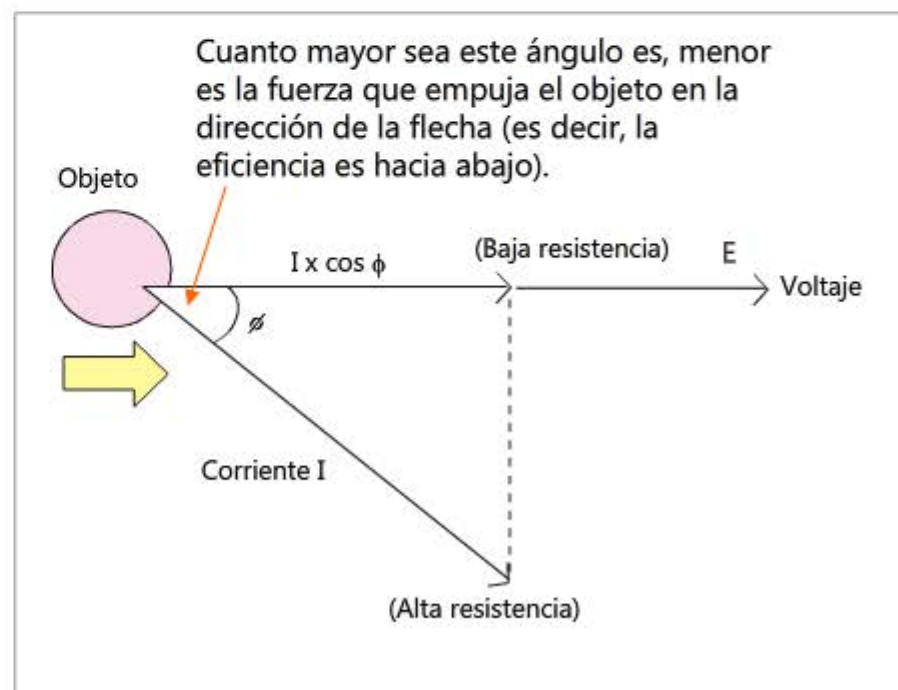 Cuanto mayor sea este ángulo es, menor
es la fuerza que empuja el objeto en la
dirección de la flecha (es decir, la
eficiencia es hacia abajo).
Objeto
I x cos ϕ
(Baja resistencia)
E
Voltaje
ø
Corriente I
(Alta resistencia)